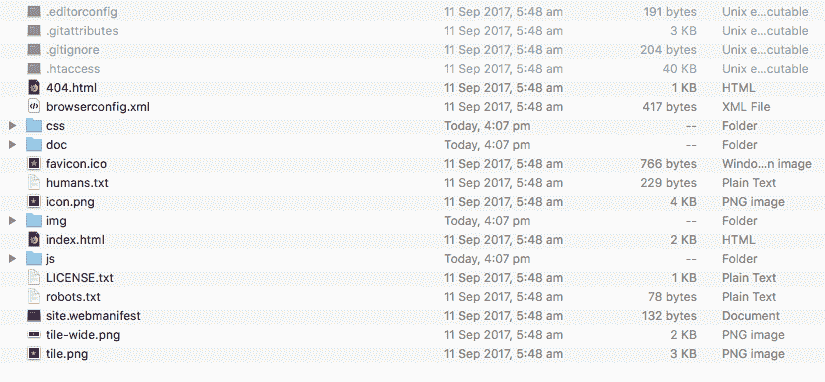 .editorconfig 11 Sep 2017, 5:48 am 191 bytes Unix e...cutable
.gitattributes 11 Sep 2017, 5:48 am 3 KB Unix e...cutable
.gitignore 11 Sep 2017, 5:48 am 204 bytes Unix e...cutable
.htaccess 11 Sep 2017, 5:48 am 40 KB Unix e...cutable
404.html 11 Sep 2017, 5:48 am 1 KB HTML
browserconfig.xml 11 Sep 2017, 5:48 am 417 bytes XML File
css Today, 4:07 pm -- Folder
doc Today, 4:07 pm -- Folder
favicon.ico 11 Sep 2017, 5:48 am 766 bytes Windo...n image
humans.txt 11 Sep 2017, 5:48 am 229 bytes Plain Text
icon.png 11 Sep 2017, 5:48 am 4 KB PNG image
img Today, 4:07 pm -- Folder
index.html 11 Sep 2017, 5:48 am 2 KB HTML
js Today, 4:07 pm -- Folder
LICENSE.txt 11 Sep 2017, 5:48 am 1 KB Plain Text
robots.txt 11 Sep 2017, 5:48 am 78 bytes Plain Text
site.webmanifest 11 Sep 2017, 5:48 am 132 bytes Document
tile-wide.png 11 Sep 2017, 5:48 am 2 KB PNG image
tile.png 11 Sep 2017, 5:48 am 3 KB PNG image